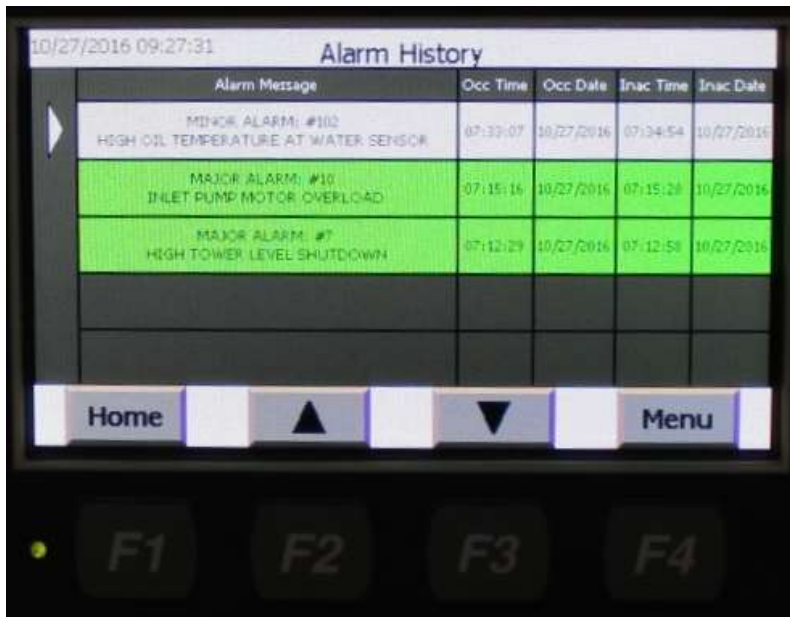 10/27/2016 09:27:31 Alarm History
Alarm Message Occ Time Occ Date Inac Time Inac Date
MINOR ALARM: #102
HIGH OIL TEMPERATURE AT WATER SENSOR 07:33:07 10/27/2016 07:34:54 10/27/2016
MAJOR ALARM: #10
INLET PUMP MOTOR OVERLOAD 07:15:16 10/27/2016 07:15:28 10/27/2016
MAJOR ALARM: #7
HIGH TOWER LEVEL SHUTDOWN 07:12:29 10/27/2016 07:12:58 10/27/2016
Home Menu
F1 F2 F3 F4